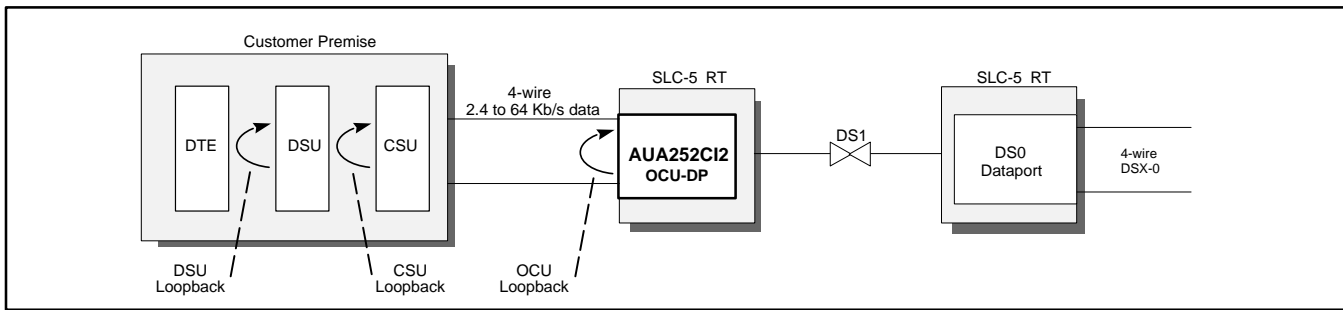 Customer Premise
DTE
DSU
CSU
4-wire
2.4 to 64 Kb/s data
SLC-5 RT
AUA252CI2
OCU-DP
DS1
SLC-5 RT
DS0
Dataport
4-wire
DSX-0
DSU
Loopback
CSU
Loopback
OCU
Loopback